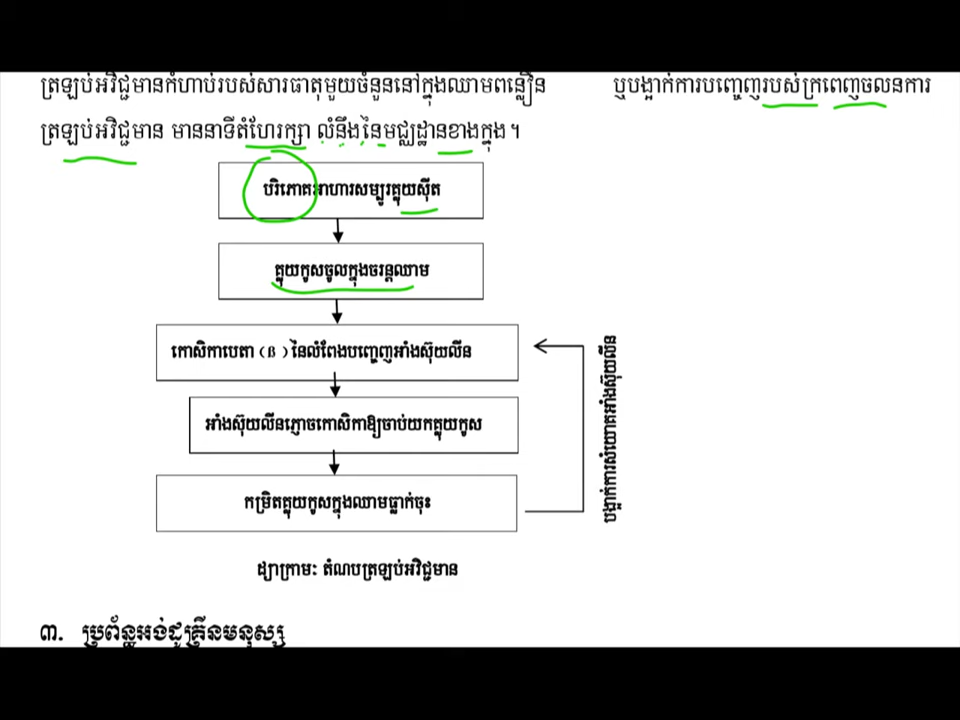 ត្រឡប់អវិជ្ជមានកំហាប់របស់សារធាតុមួយចំនួននៅក្នុងឈាមពន្លឿន ឬបង្អាក់ការបញ្ចេញរបស់ក្រពេញចលនការ
ត្រឡប់អវិជ្ជមាន មាននាទីតំហែរក្សា លំនឹងនៃមជ្ឈដ្ឋានខាងក្នុង។
បរិភោគអាហារសម្បូរគ្លុយស៊ីត
គ្លុយកូសចូលក្នុងចរន្តឈាម
កោសិកាបេតា (ß) នៃលំពែងបញ្ចេញអាំងស៊ុយលីន
អាំងស៊ុយលីនភ្ញោចកោសិកាឱ្យចាប់យកគ្លុយកូស
កម្រិតគ្លុយកូសក្នុងឈាមធ្លាក់ចុះ
បង្អាក់ការសំយោគអាំងស៊ុយលីន
ដ្យាក្រាម: តំណបត្រឡប់អវិជ្ជមាន
៣. ប្រព័ន្ធអង់ដូគ្រីនមនុស្ស